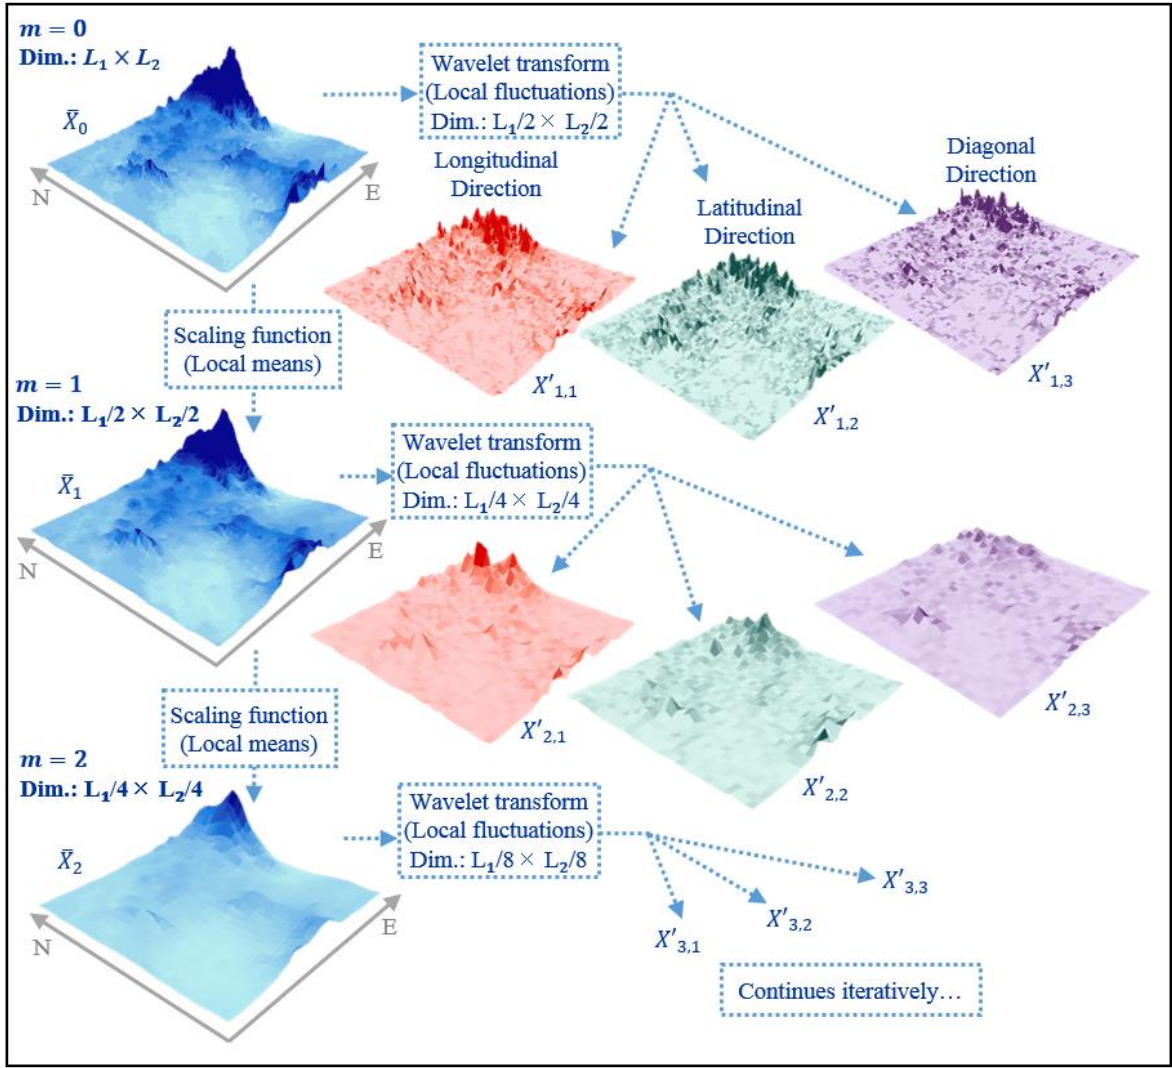 m = 0
Dim.: L₁ × L₂
X̄₀
N
E
Wavelet transform
(Local fluctuations)
Dim.: L₁/2 × L₂/2
Longitudinal
Direction
Latitudinal
Direction
Diagonal
Direction
X′₁,₁
X′₁,₂
X′₁,₃
Scaling function
(Local means)
m = 1
Dim.: L₁/2 × L₂/2
X̄₁
N
E
Wavelet transform
(Local fluctuations)
Dim.: L₁/4 × L₂/4
X′₂,₁
X′₂,₂
X′₂,₃
Scaling function
(Local means)
m = 2
Dim.: L₁/4 × L₂/4
X̄₂
N
E
Wavelet transform
(Local fluctuations)
Dim.: L₁/8 × L₂/8
X′₃,₁
X′₃,₂
X′₃,₃
Continues iteratively…